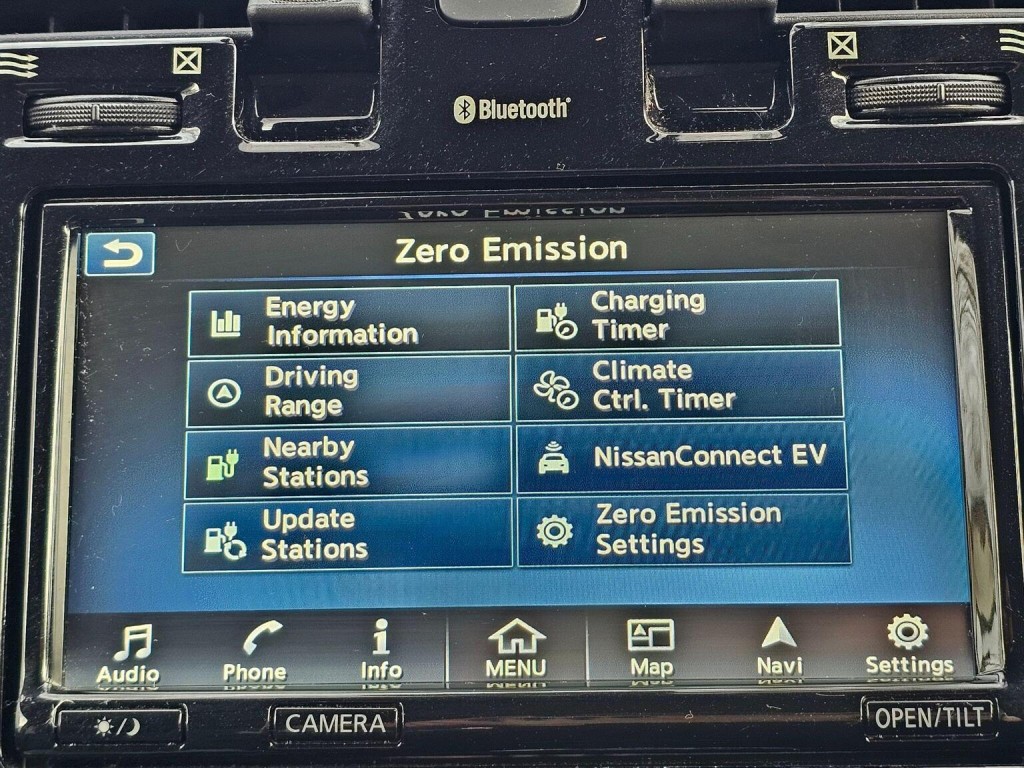 Bluetooth
Zero Emission
Energy
Information
Charging
Timer
Driving
Range
Climate
Ctrl. Timer
Nearby
Stations
NissanConnect EV
Update
Stations
Zero Emission
Settings
Audio
Phone
Info
MENU
Map
Navi
Settings
CAMERA
OPEN/TILT